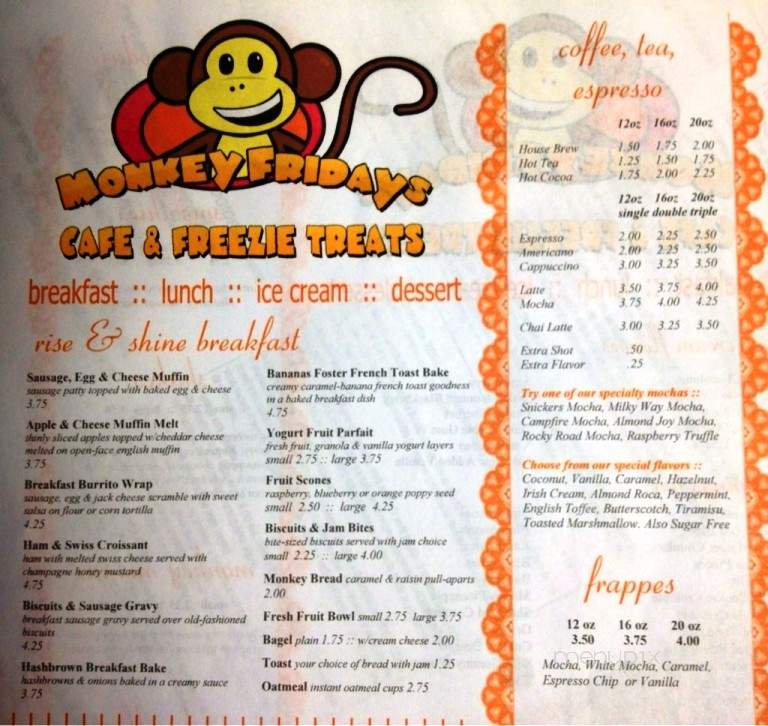 MONKEY FRIDAYS
CAFE & FREEZIE TREATS
breakfast :: lunch :: ice cream :: dessert
rise & shine breakfast
Sausage, Egg & Cheese Muffin
sausage patty topped with baked egg & cheese
3.75
Apple & Cheese Muffin Melt
thinly sliced apples topped w/cheddar cheese
melted on open-face english muffin
3.75
Breakfast Burrito Wrap
sausage, egg & jack cheese scramble with sweet
salsa on flour or corn tortilla
4.25
Ham & Swiss Croissant
ham with melted swiss cheese served with
champagne honey mustard
4.75
Biscuits & Sausage Gravy
breakfast sausage gravy served over old-fashioned
biscuits
4.25
Hashbrown Breakfast Bake
hashbrowns & onions baked in a creamy sauce
3.75
Bananas Foster French Toast Bake
creamy caramel-banana french toast goodness
in a baked breakfast dish
4.75
Yogurt Fruit Parfait
fresh fruit, granola & vanilla yogurt layers
small 2.75 :: large 3.75
Fruit Scones
raspberry, blueberry or orange poppy seed
small 2.50 :: large 4.25
Biscuits & Jam Bites
bite-sized biscuits served with jam choice
small 2.25 :: large 4.00
Monkey Bread caramel & raisin pull-aparts
2.00
Fresh Fruit Bowl small 2.75 large 3.75
Bagel plain 1.75 :: w/cream cheese 2.00
Toast your choice of bread with jam 1.25
Oatmeal instant oatmeal cups 2.75
coffee, tea,
espresso
12oz 16oz 20oz
House Brew 1.50 1.75 2.00
Hot Tea 1.25 1.50 1.75
Hot Cocoa 1.75 2.00 2.25
12oz 16oz 20oz
single double triple
Espresso 2.00 2.25 2.50
Americano 2.00 2.25 2.50
Cappuccino 3.00 3.25 3.50
Latte 3.50 3.75 4.00
Mocha 3.75 4.00 4.25
Chai Latte 3.00 3.25 3.50
Extra Shot .50
Extra Flavor .25
Try one of our specialty mochas ::
Snickers Mocha, Milky Way Mocha,
Campfire Mocha, Almond Joy Mocha,
Rocky Road Mocha, Raspberry Truffle
Choose from our special flavors ::
Coconut, Vanilla, Caramel, Hazelnut,
Irish Cream, Almond Roca, Peppermint,
English Toffee, Butterscotch, Tiramisu,
Toasted Marshmallow. Also Sugar Free
frappes
12 oz 16 oz 20 oz
3.50 3.75 4.00
menupix
Mocha, White Mocha, Caramel,
Espresso Chip or Vanilla